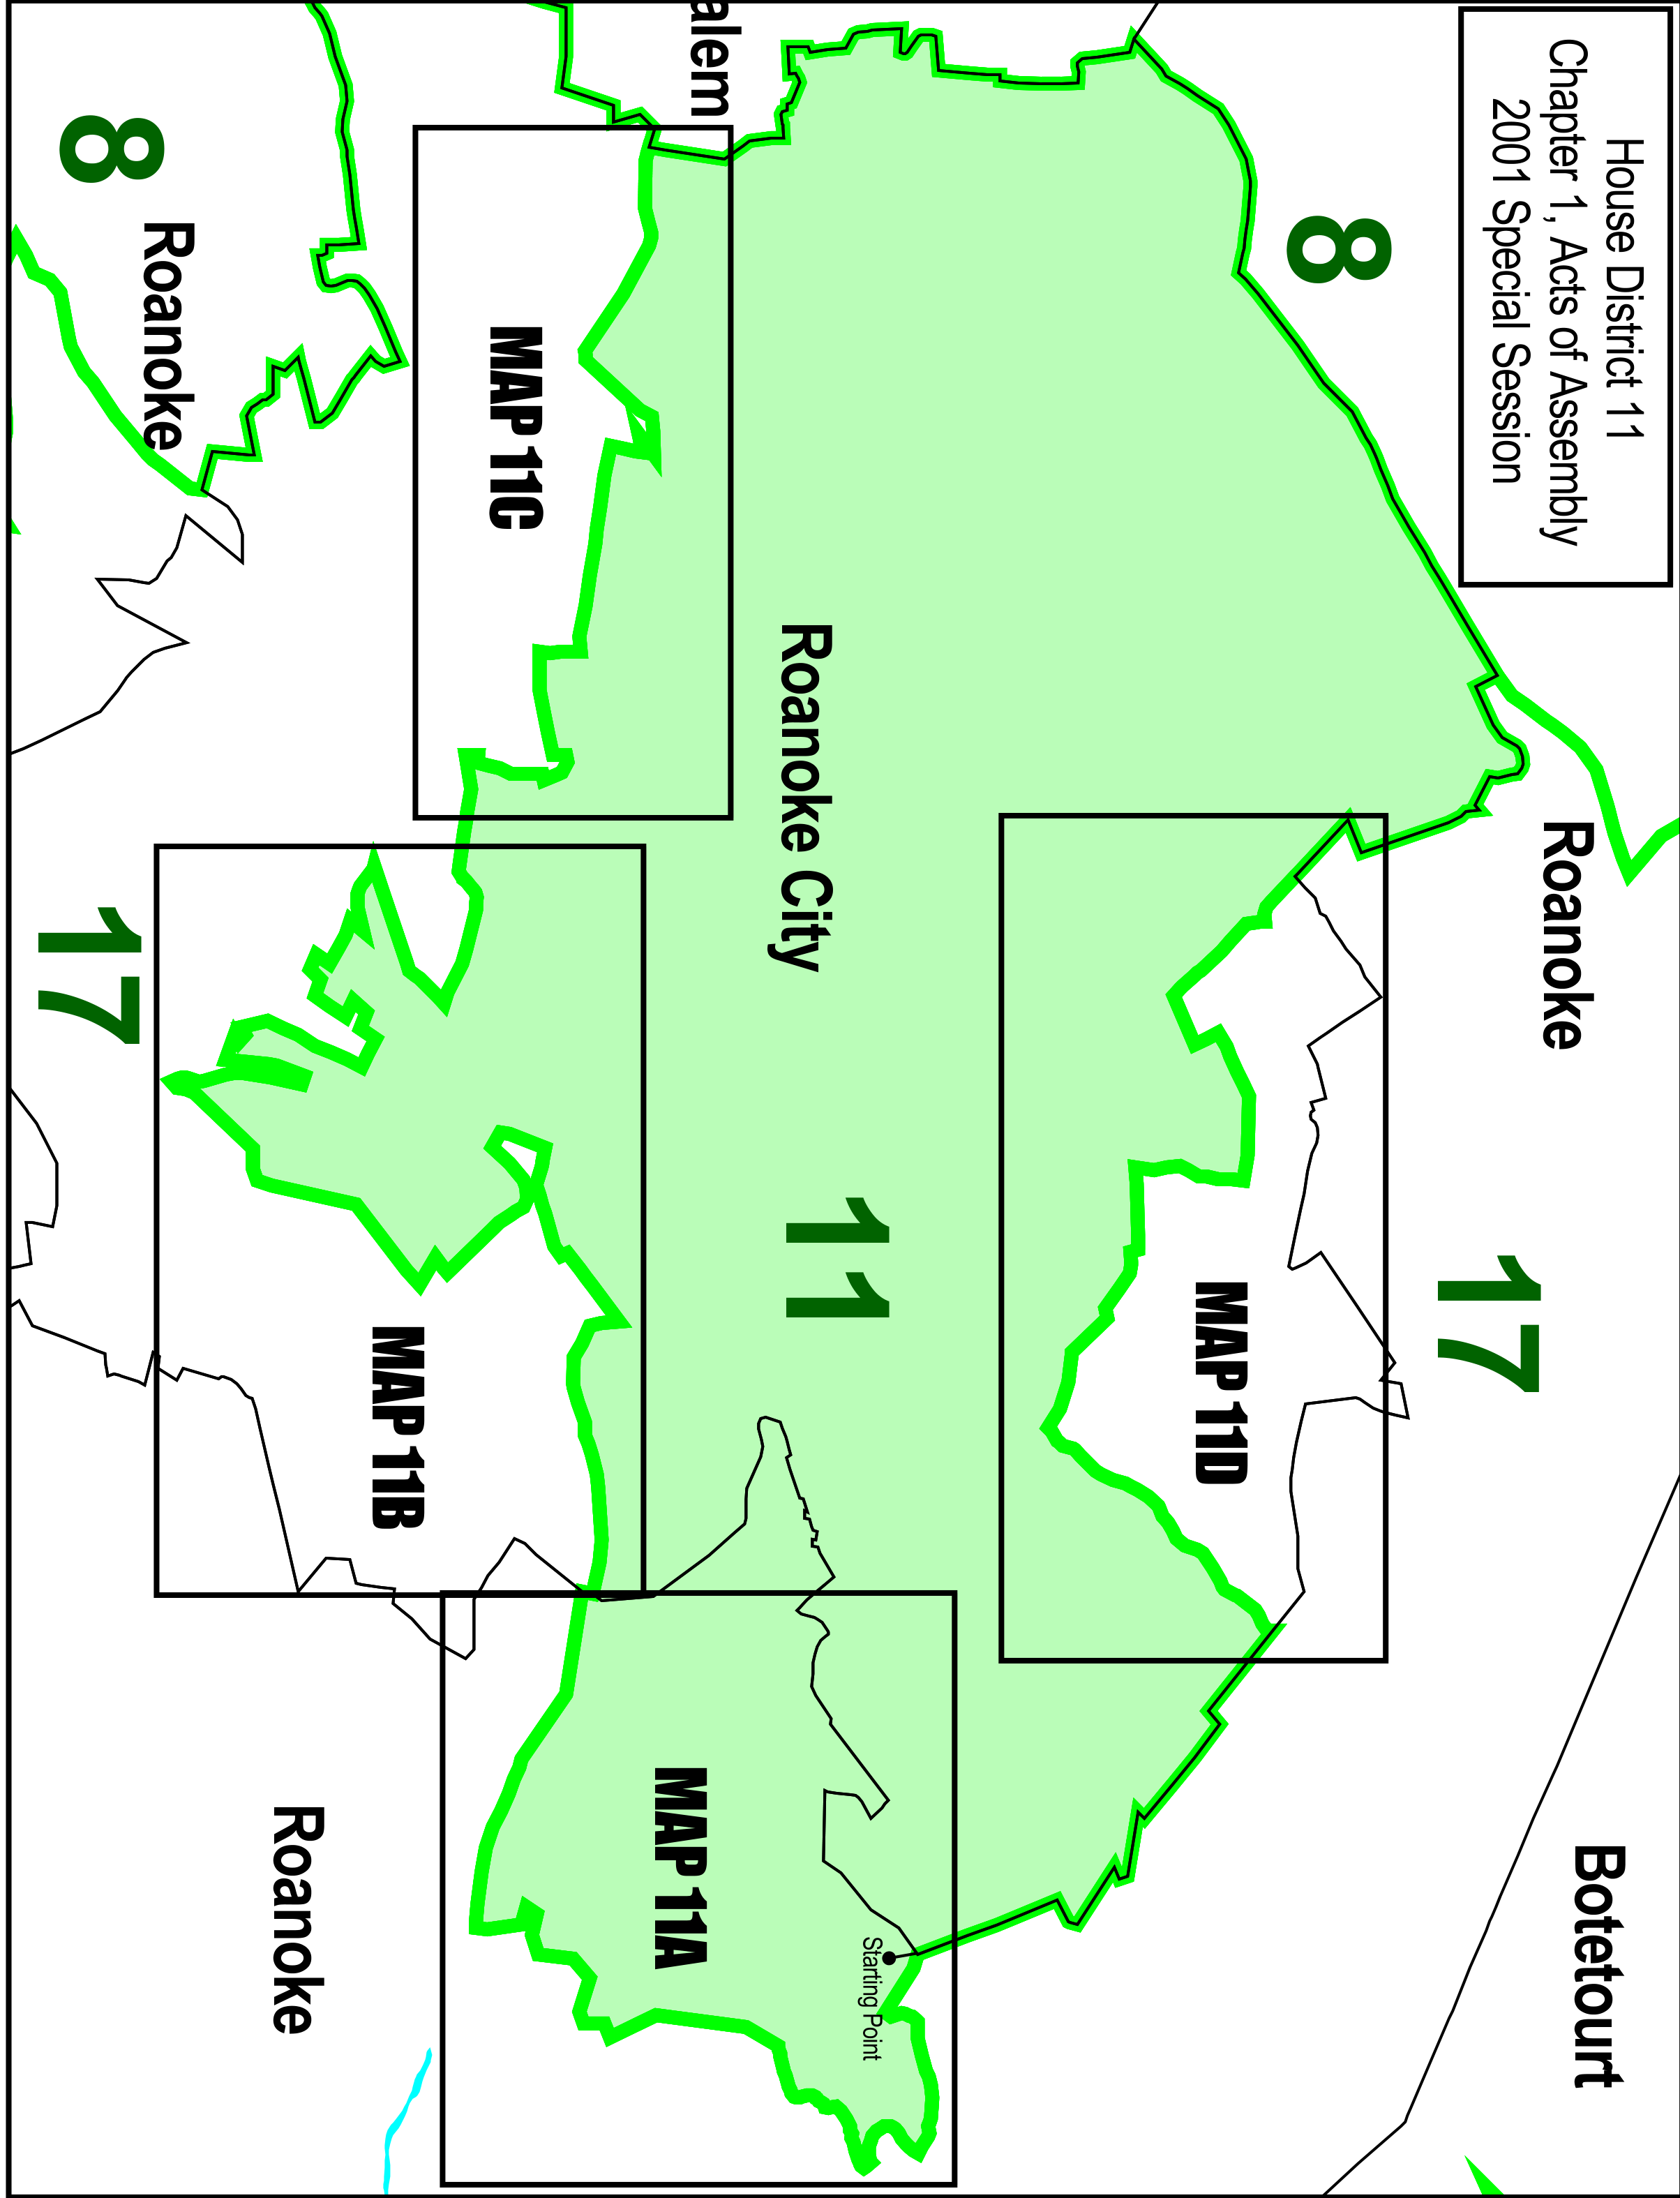 House District 11
Chapter 1, Acts of Assembly
2001 Special Session
Botetourt
Roanoke
17
8
MAP 11D
Starting Point
11
Roanoke City
alem
MAP 11A
MAP 11C
MAP 11B
Roanoke
Roanoke
8
17